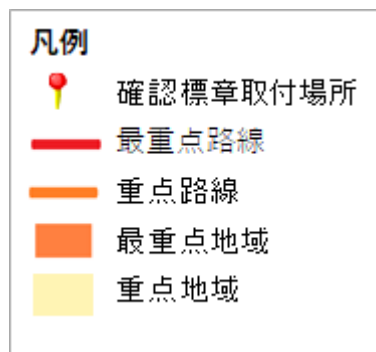 凡例
確認標章取付場所
最重点路線
重点路線
最重点地域
重点地域